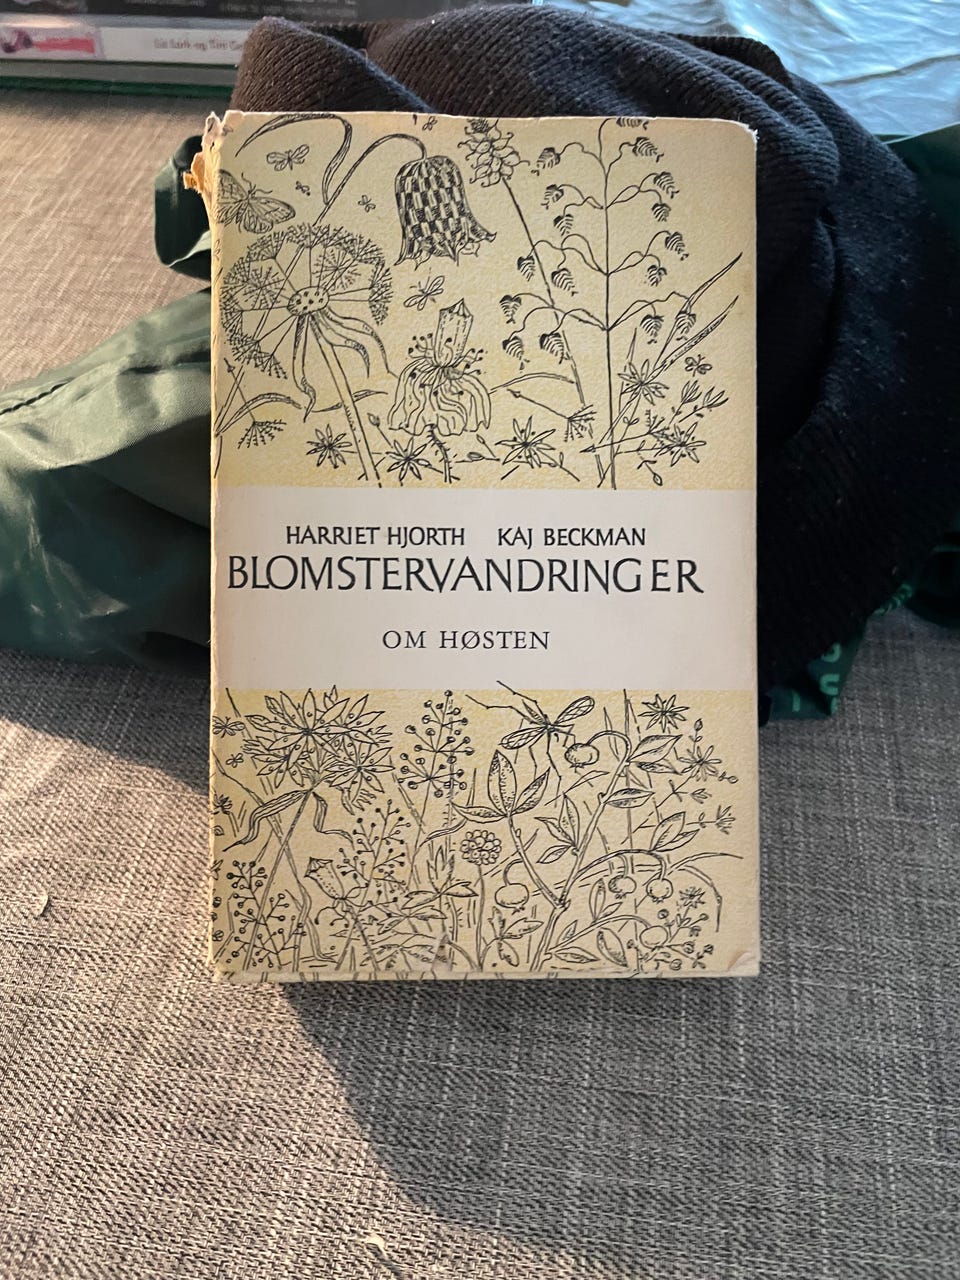 HARRIET HJORTH KAJ BECKMAN
BLOMSTERVANDRINGER
OM HØSTEN